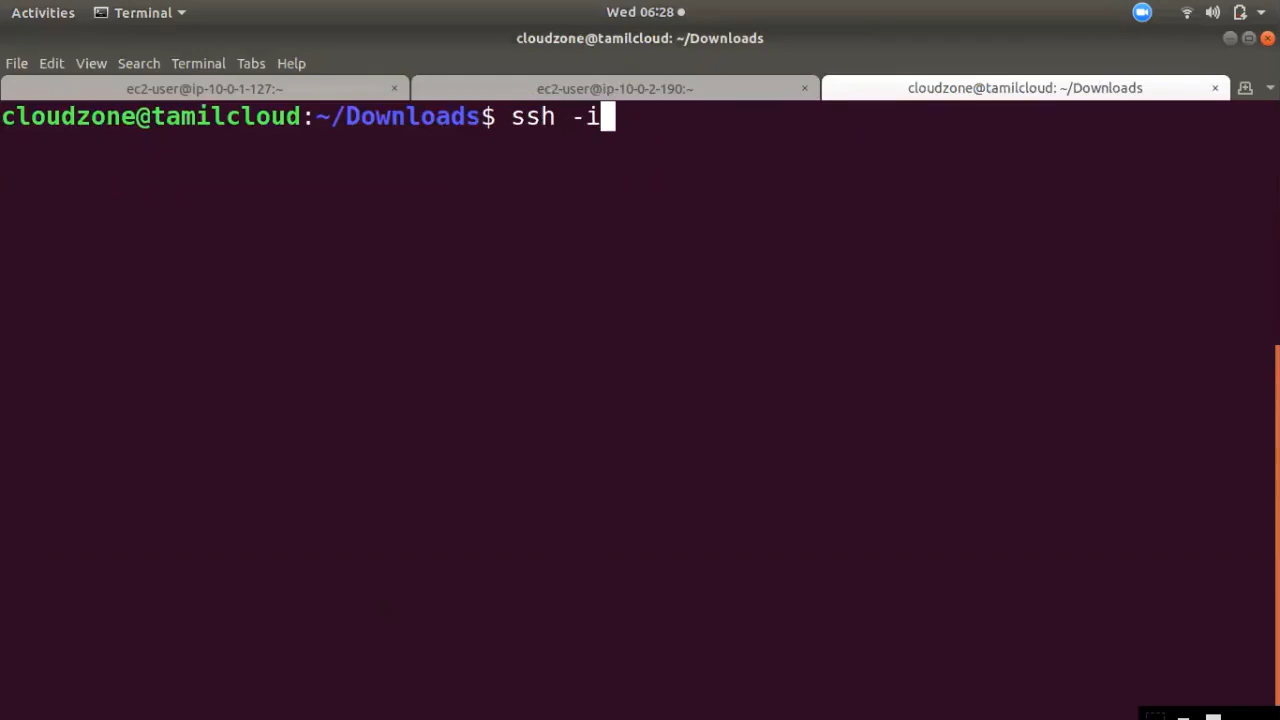 Activities Terminal Wed 06:28
cloudzone@tamilcloud: ~/Downloads
File Edit View Search Terminal Tabs Help
ec2-user@ip-10-0-1-127:~ × ec2-user@ip-10-0-2-190:~ × cloudzone@tamilcloud: ~/Downloads ×
cloudzone@tamilcloud:~/Downloads$ ssh -i